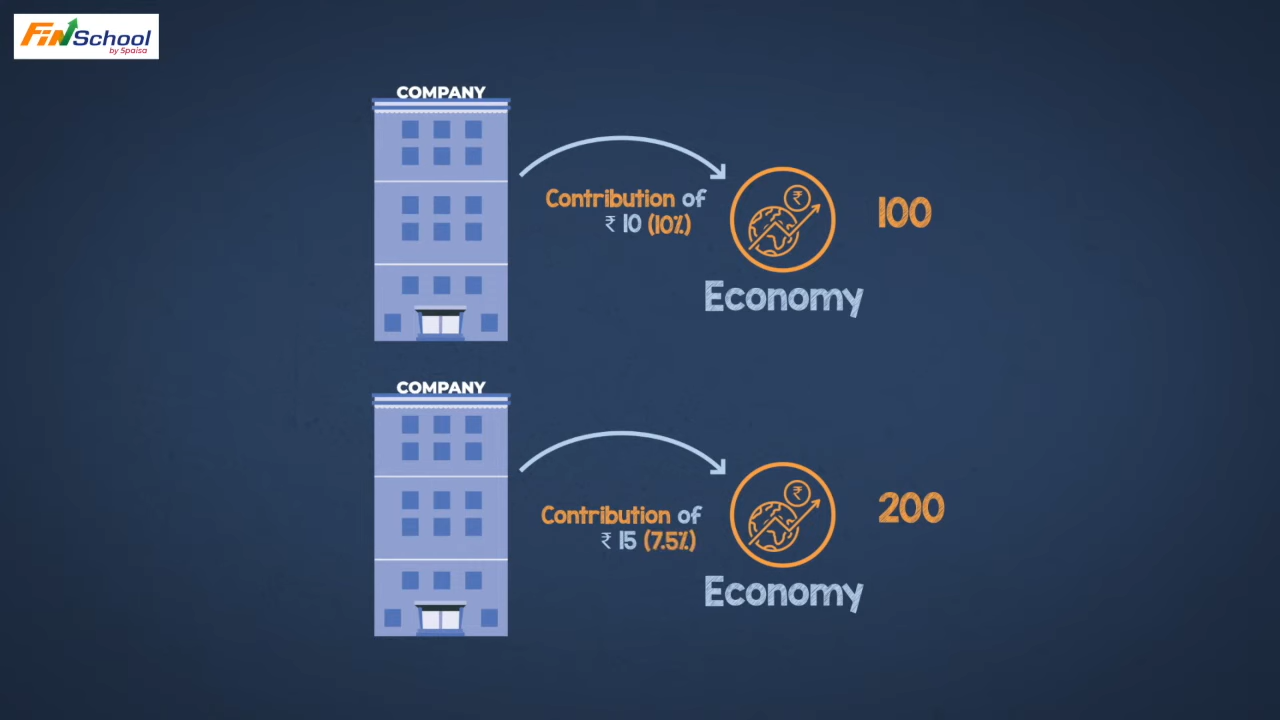 FINSchool
by 5paisa
COMPANY
Contribution of
₹ 10 (10%)
₹
100
Economy
COMPANY
Contribution of
₹ 15 (7.5%)
₹
200
Economy